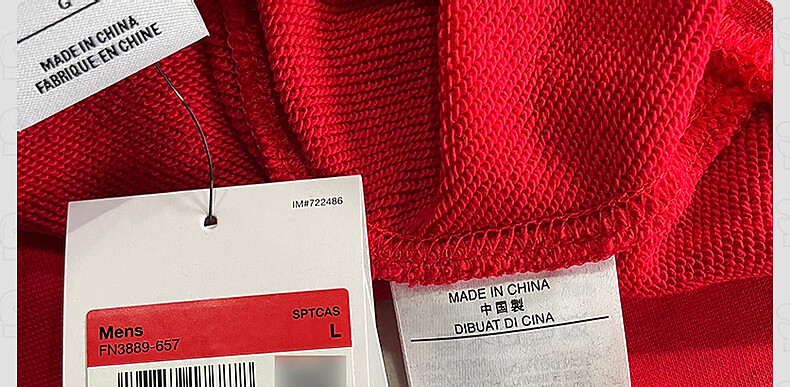 G
MADE IN CHINA
FABRIQUE EN CHINE
IM#722486
SPTCAS
Mens
L
FN3889-657
MADE IN CHINA
中国製
DIBUAT DI CINA